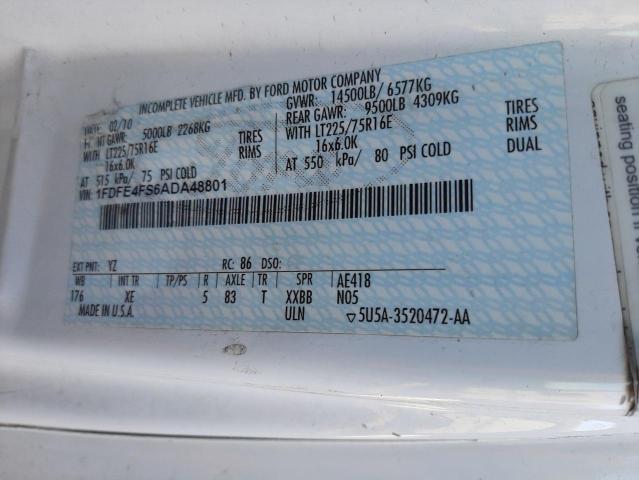 INCOMPLETE VEHICLE MFD. BY FORD MOTOR COMPANY
DATE: 02/10 GVWR: 14500LB/ 6577KG
FRONT GAWR: 5000LB 2268KG REAR GAWR: 9500LB 4309KG
WITH LT225/75R16E TIRES WITH LT225/75R16E TIRES
16x6.0K RIMS 16x6.0K RIMS
AT 515 kPa/ 75 PSI COLD AT 550 kPa/ 80 PSI COLD DUAL
VIN: 1FDFE4FS6ADA48801
EXT PNT: YZ RC: 86 DSO:
WB INT TR TP/PS R AXLE TR SPR AE418
176 XE 5 83 T XXBB N05
MADE IN U.S.A. ULN ▽5U5A-3520472-AA
seating position if